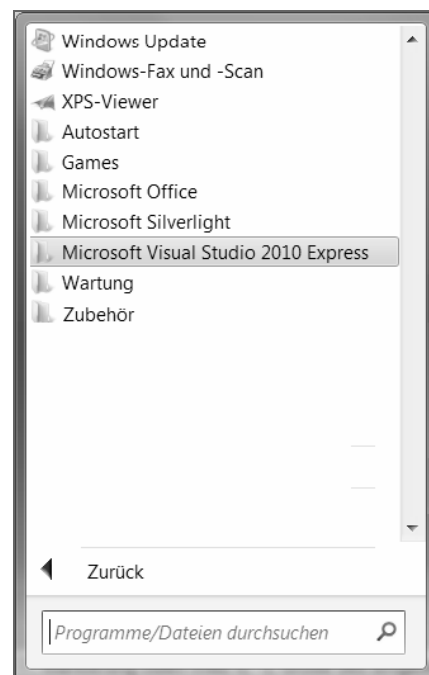 Windows Update
Windows-Fax und -Scan
XPS-Viewer
Autostart
Games
Microsoft Office
Microsoft Silverlight
Microsoft Visual Studio 2010 Express
Wartung
Zubehör
Zurück
Programme/Dateien durchsuchen